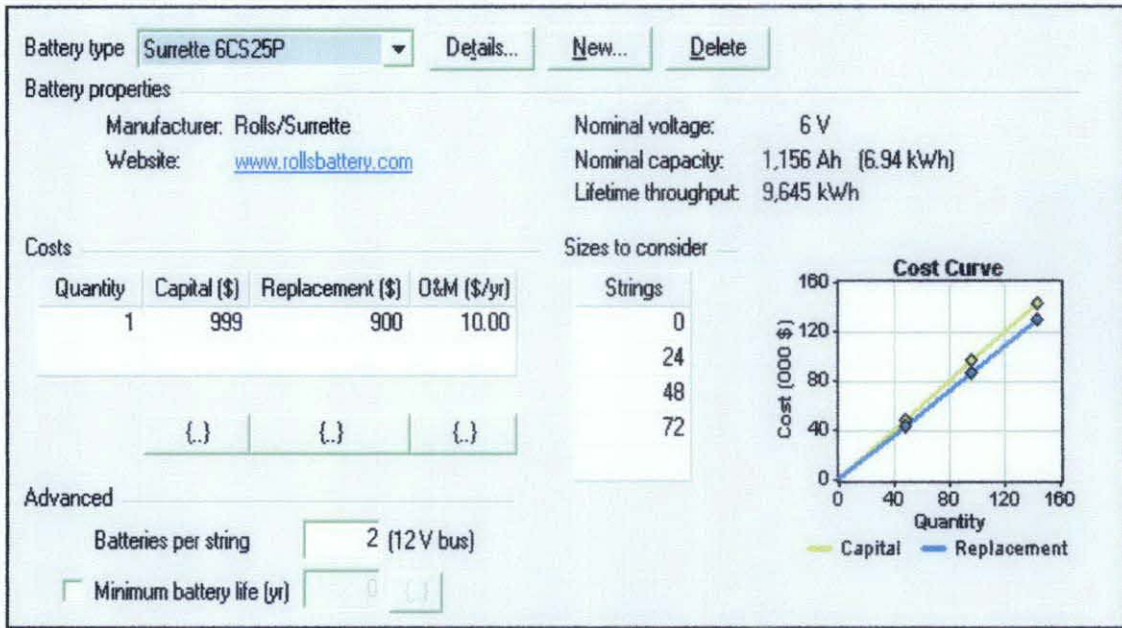 Battery type Surrette 6CS25P Details... New... Delete
Battery properties
Manufacturer: Rolls/Surrette
Website: www.rollsbattery.com
Nominal voltage: 6 V
Nominal capacity: 1,156 Ah (6.94 kWh)
Lifetime throughput: 9,645 kWh
Costs
Quantity Capital ($) Replacement ($) O&M ($/yr)
1 999 900 10.00
{..} {..} {..}
Sizes to consider
Strings
0
24
48
72
Cost Curve
Cost (000 $)
160
120
80
40
0
0 40 80 120 160
Quantity
Capital Replacement
Advanced
Batteries per string 2 (12 V bus)
Minimum battery life (yr) 0 {..}